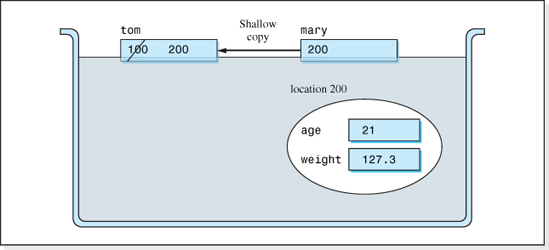 tom
Shallow
copy
mary
100 200
200
location 200
age 21
weight 127.3